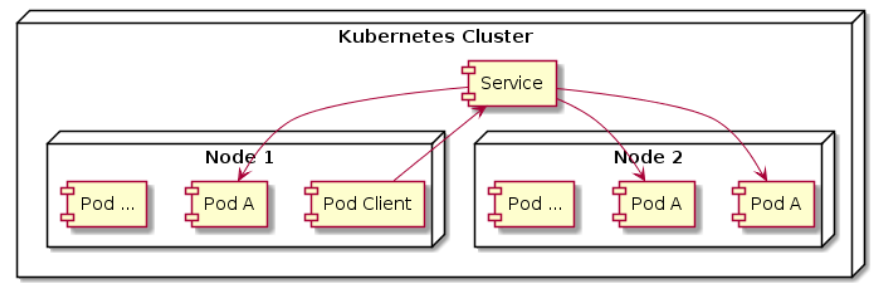 Kubernetes Cluster
Service
Node 1
Node 2
Pod ...
Pod A
Pod Client
Pod ...
Pod A
Pod A